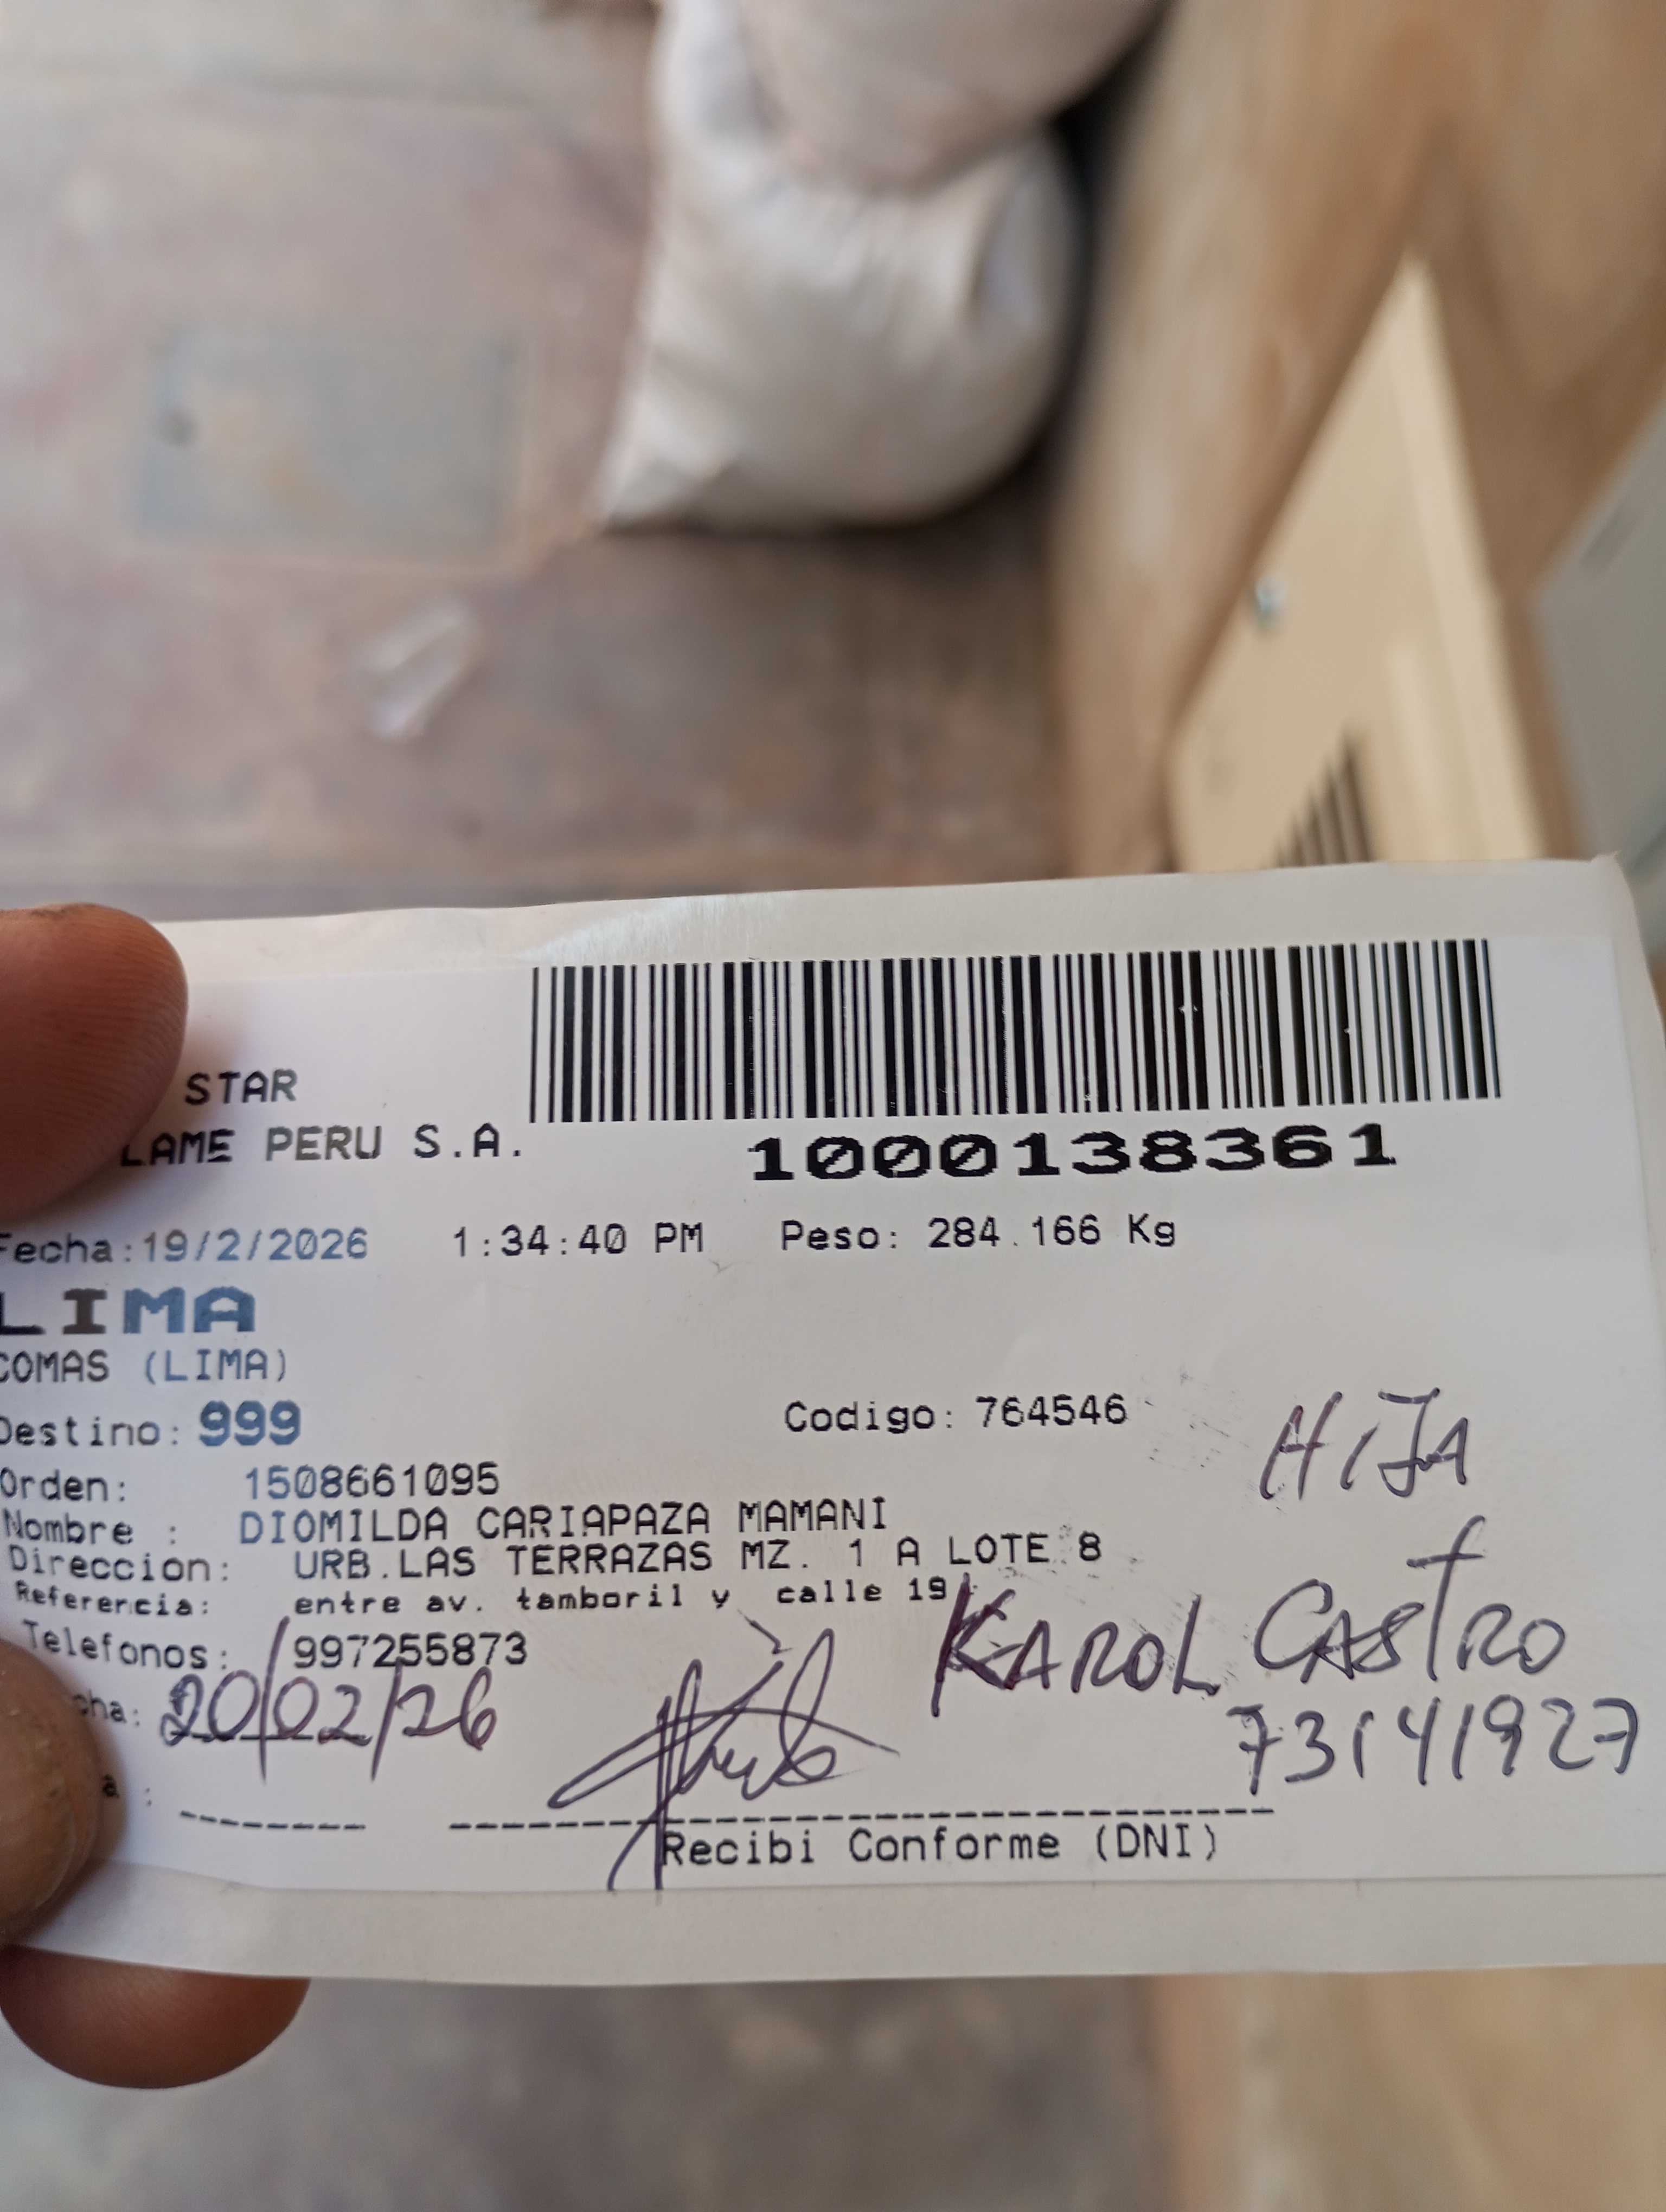 STAR
LAME PERU S.A.
1000138361
Fecha:19/2/2026 1:34:40 PM Peso: 284.166 Kg
LIMA
COMAS (LIMA)
Destino: 999 Codigo: 764546
HIJA
Orden: 1508661095
Nombre : DIOMILDA CARIAPAZA MAMANI
Direccion: URB.LAS TERRAZAS MZ. 1 A LOTE 8
Referencia: entre av. tamboril y calle 19
KAROL CASTRO
Telefonos: 997255873
cha: 20/02/26
73141927
a :
Recibi Conforme (DNI)